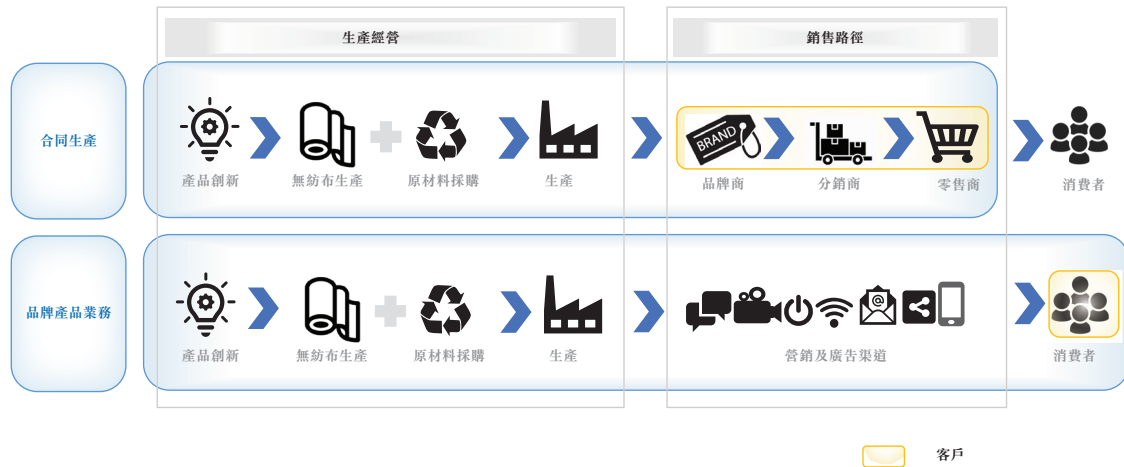 生產經營
銷售路徑
合同生產
BRAND
產品創新
無紡布生產
原材料採購
生產
品牌商
分銷商
零售商
消費者
品牌產品業務
@
產品創新
無紡布生產
原材料採購
生產
營銷及廣告渠道
消費者
客戶